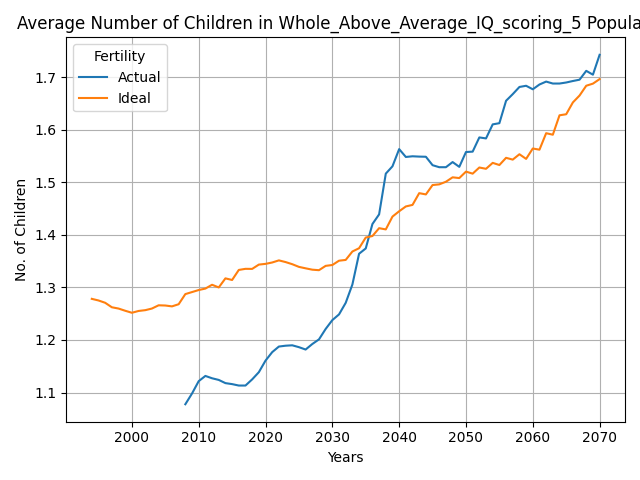 Average Number of Children in Whole_Above_Average_IQ_scoring_5 Popula
Fertility
Actual
Ideal
No. of Children
1.7
1.6
1.5
1.4
1.3
1.2
1.1
2000 2010 2020 2030 2040 2050 2060 2070
Years